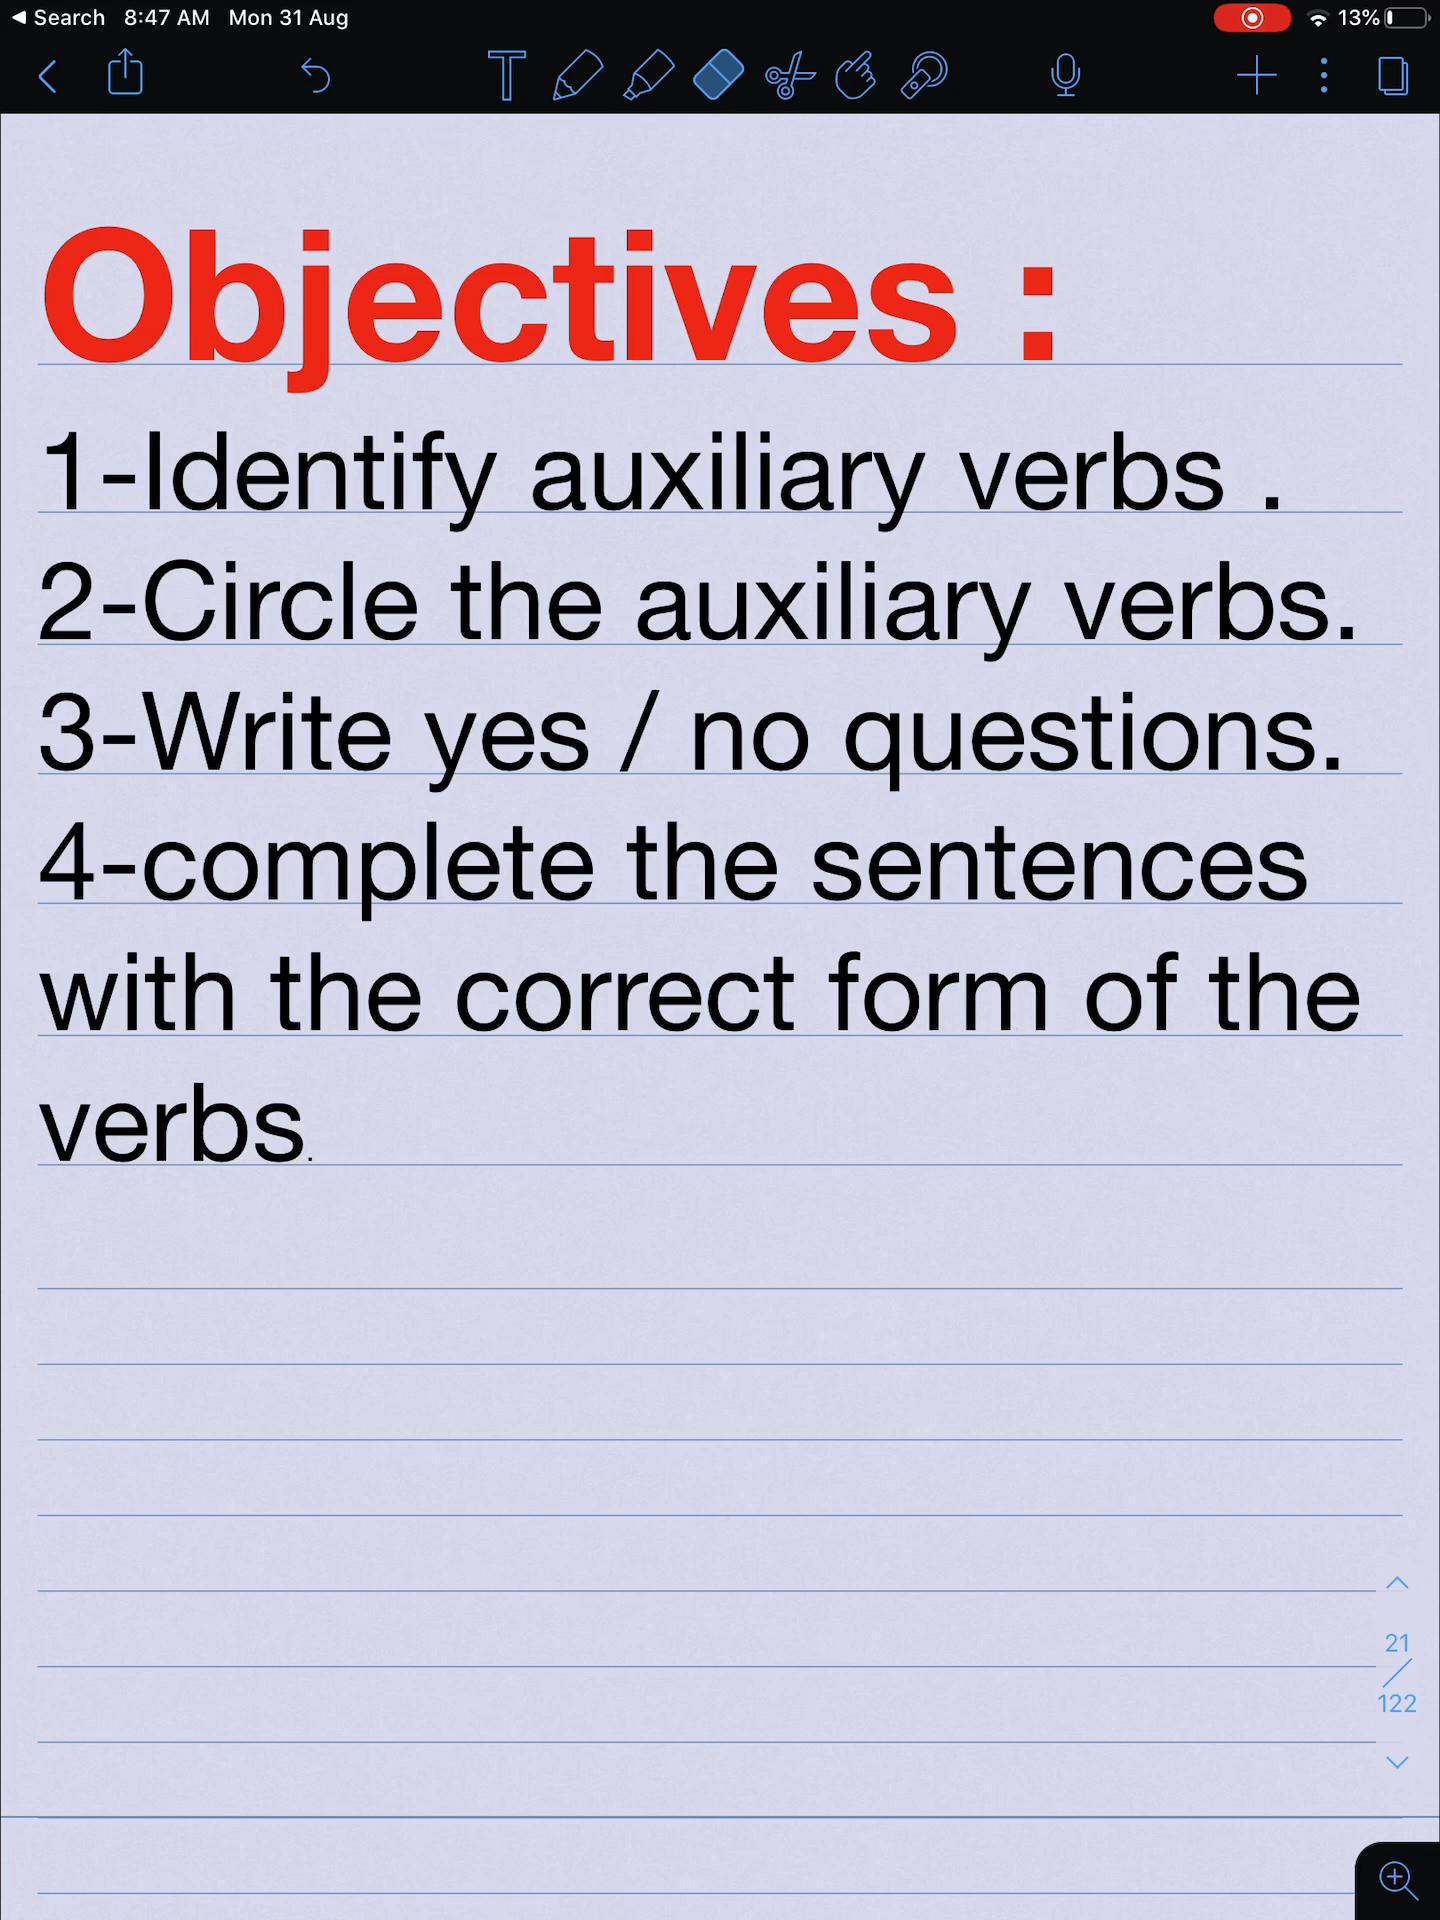 Search 8:47 AM Mon 31 Aug 13%
Objectives :
1-Identify auxiliary verbs .
2-Circle the auxiliary verbs.
3-Write yes / no questions.
4-complete the sentences
with the correct form of the
verbs.
21
122